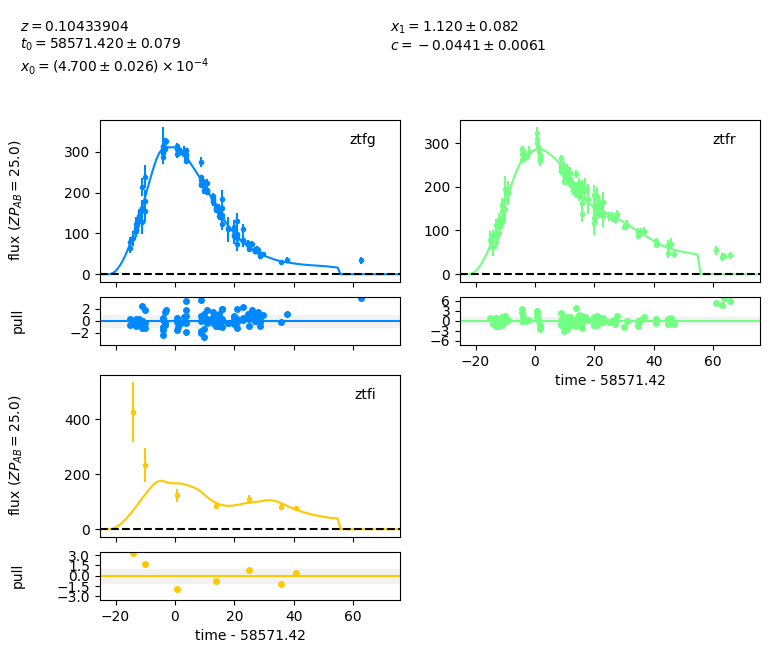 z = 0.10433904
t₀ = 58571.420 ± 0.079
x₀ = (4.700 ± 0.026) × 10⁻⁴
x₁ = 1.120 ± 0.082
c = −0.0441 ± 0.0061
flux (ZP_AB = 25.0)
ztfg
300
200
100
0
ztfr
300
200
100
0
pull
2
0
−2
6
3
0
−3
−6
−20 0 20 40 60
time - 58571.42
flux (ZP_AB = 25.0)
ztfi
400
200
0
pull
3.0
1.5
0.0
−1.5
−3.0
−20 0 20 40 60
time - 58571.42